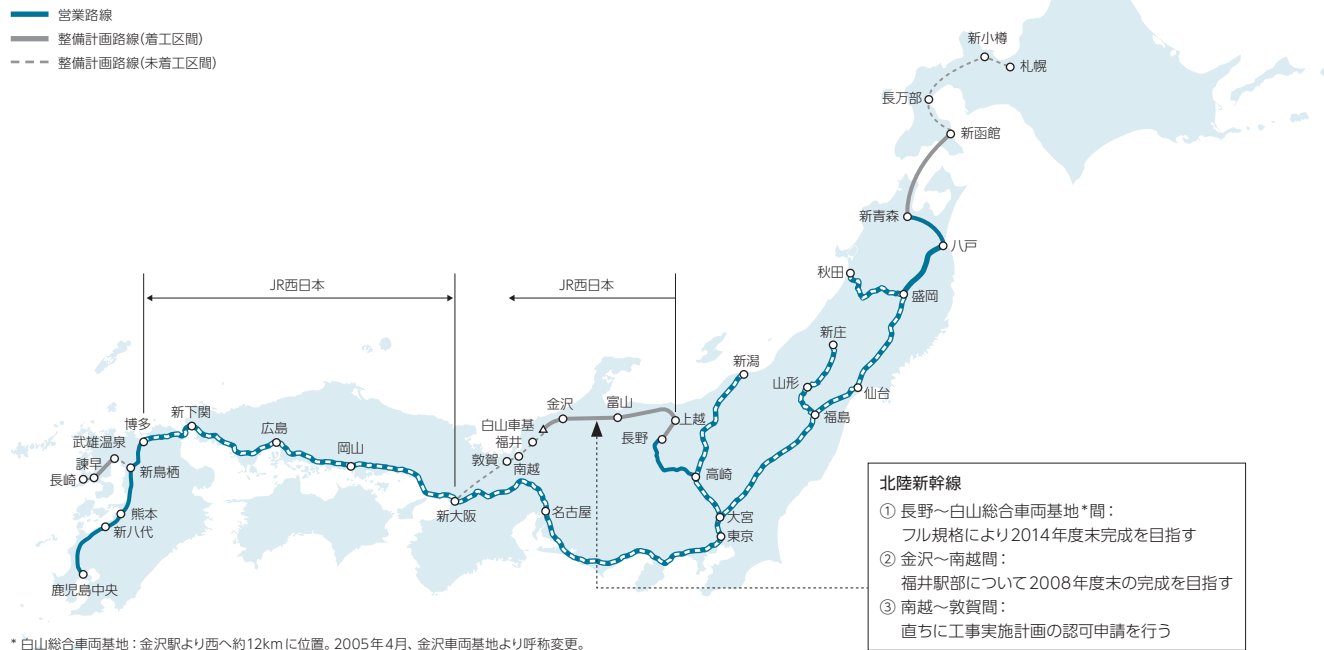 営業路線
整備計画路線(着工区間)
整備計画路線(未着工区間)
新小樽
札幌
長万部
新函館
新青森
八戸
秋田
盛岡
新庄
新潟
山形
仙台
福島
JR西日本
JR西日本
金沢
富山
白山車基
上越
福井
長野
敦賀
南越
高崎
博多
新下関
広島
岡山
武雄温泉
諫早
新鳥栖
長崎
熊本
新八代
鹿児島中央
新大阪
名古屋
大宮
東京
北陸新幹線
① 長野~白山総合車両基地*間:
フル規格により2014年度末完成を目指す
② 金沢~南越間:
福井駅部について2008年度末の完成を目指す
③ 南越~敦賀間:
直ちに工事実施計画の認可申請を行う
* 白山総合車両基地:金沢駅より西へ約12kmに位置。2005年4月、金沢車両基地より呼称変更。